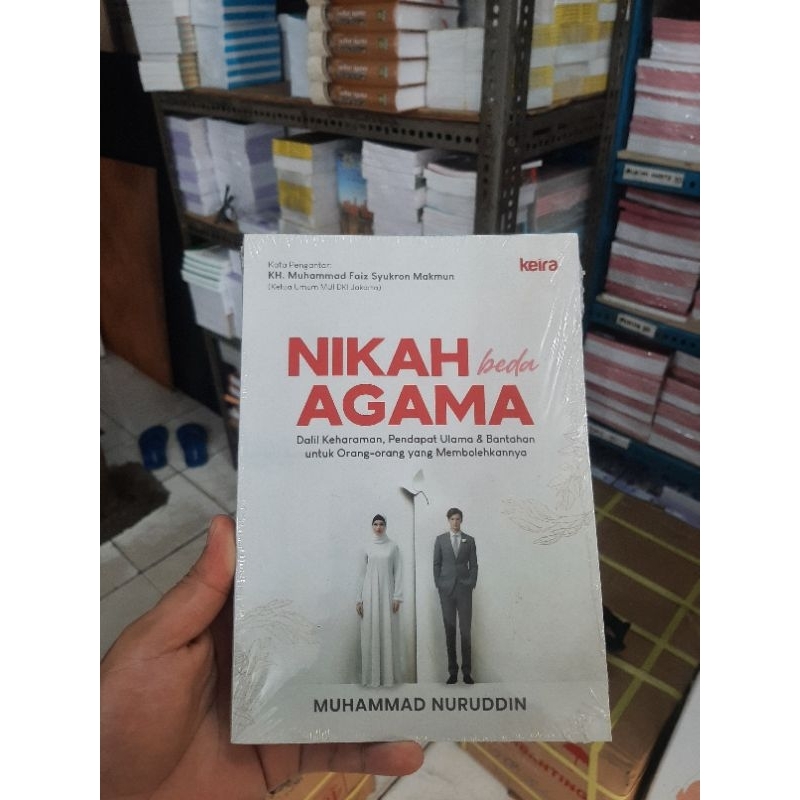 Kata Pengantar:
KH. Muhammad Faiz Syukron Makmun
(Ketua Umum MUI DKI Jakarta)
keira
NIKAH beda
AGAMA
Dalil Keharaman, Pendapat Ulama & Bantahan
untuk Orang-orang yang Membolehkannya
MUHAMMAD NURUDDIN